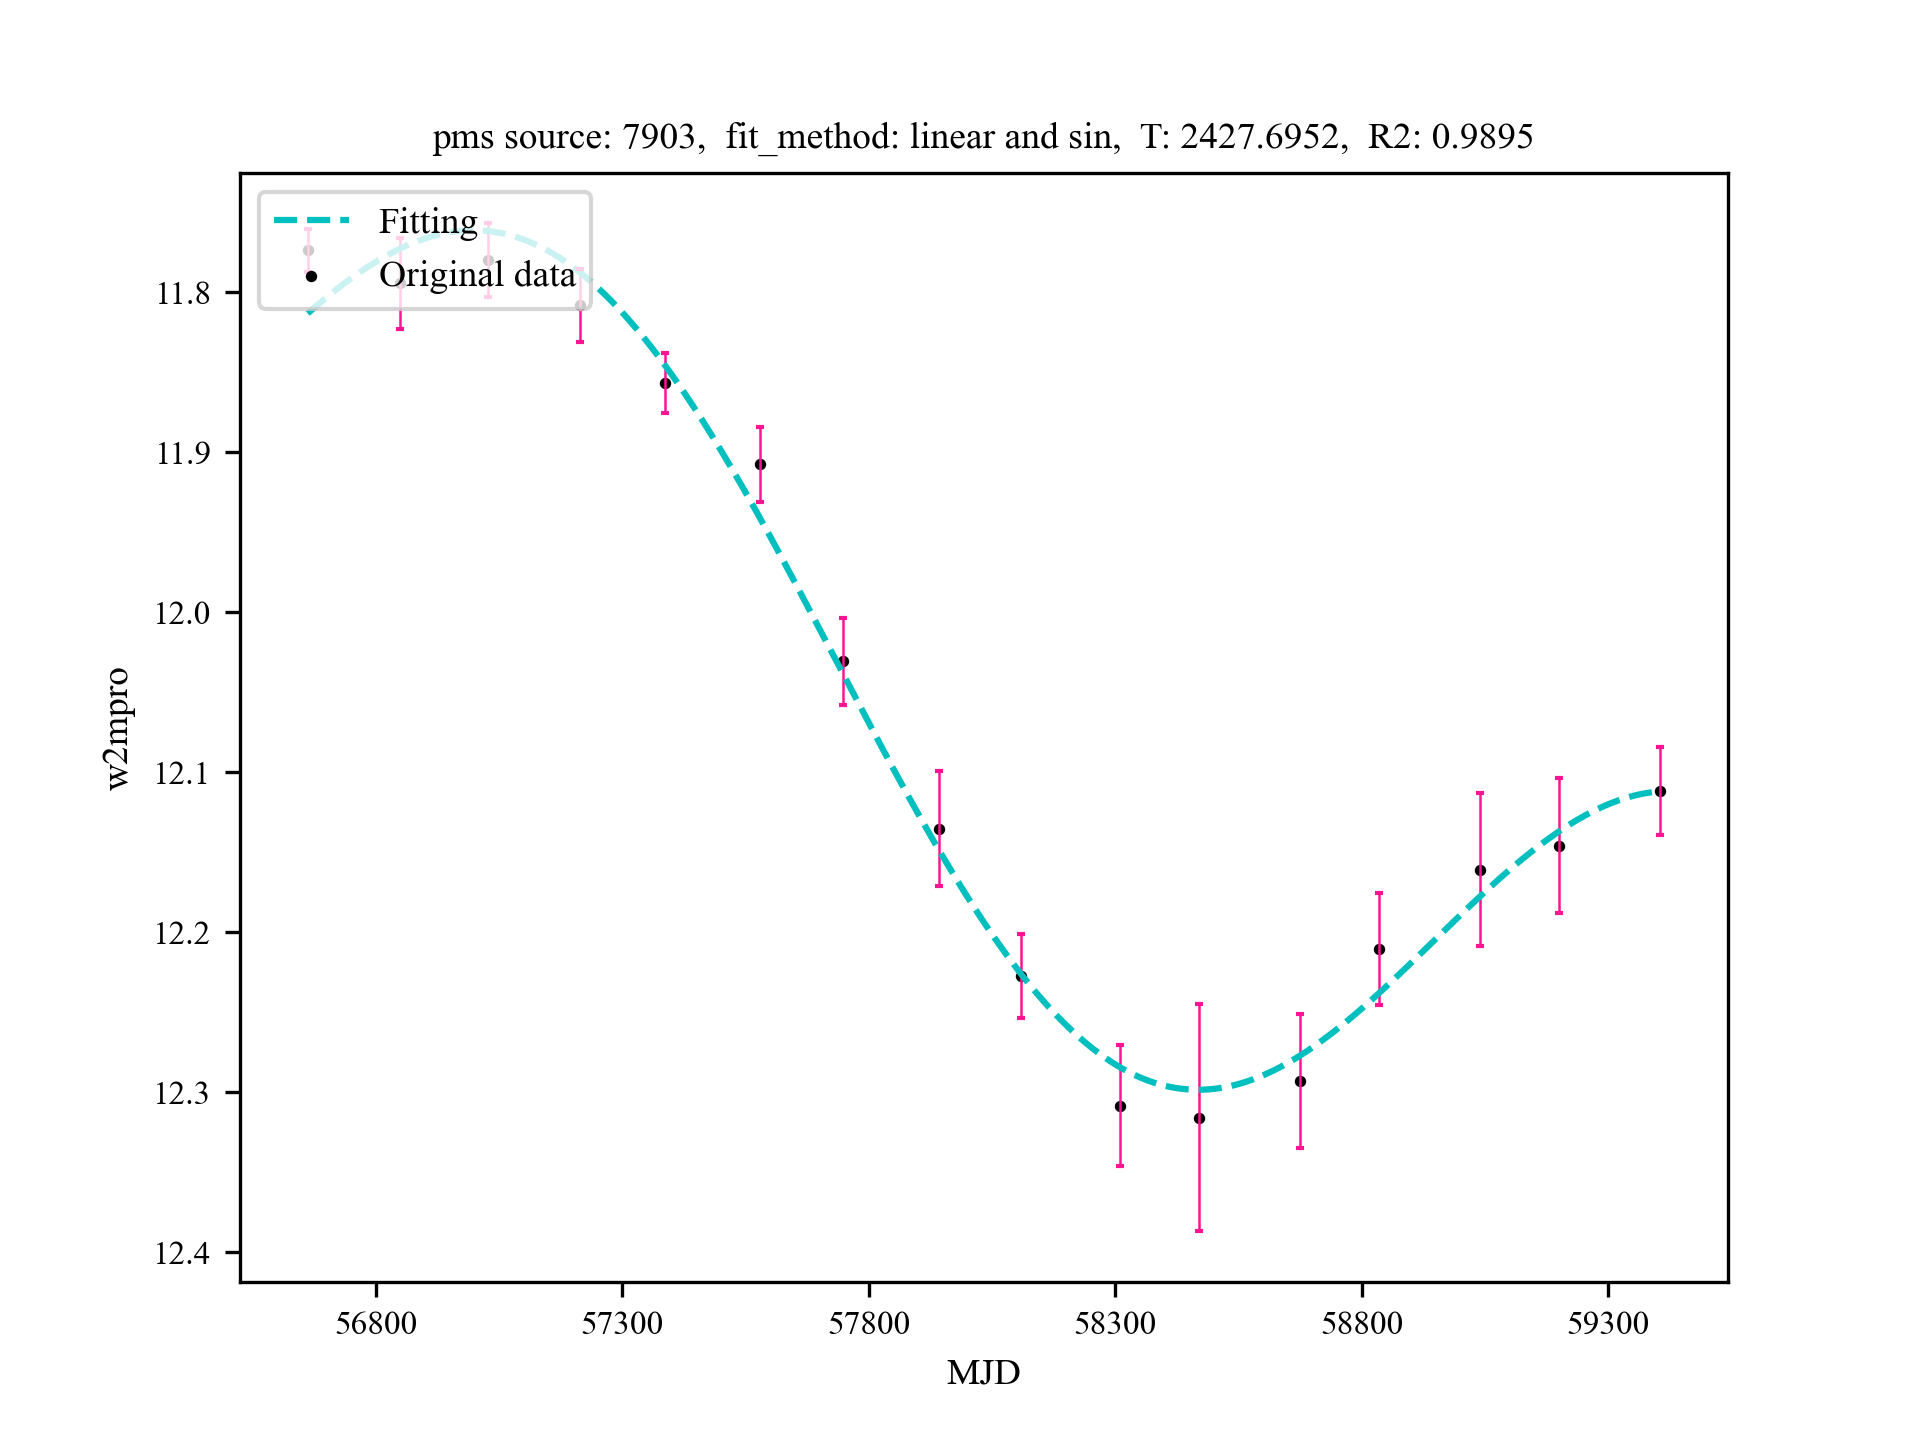 pms source: 7903, fit_method: linear and sin, T: 2427.6952, R2: 0.9895
Fitting
Original data
11.8
11.9
12.0
12.1
12.2
12.3
12.4
w2mpro
56800 57300 57800 58300 58800 59300
MJD